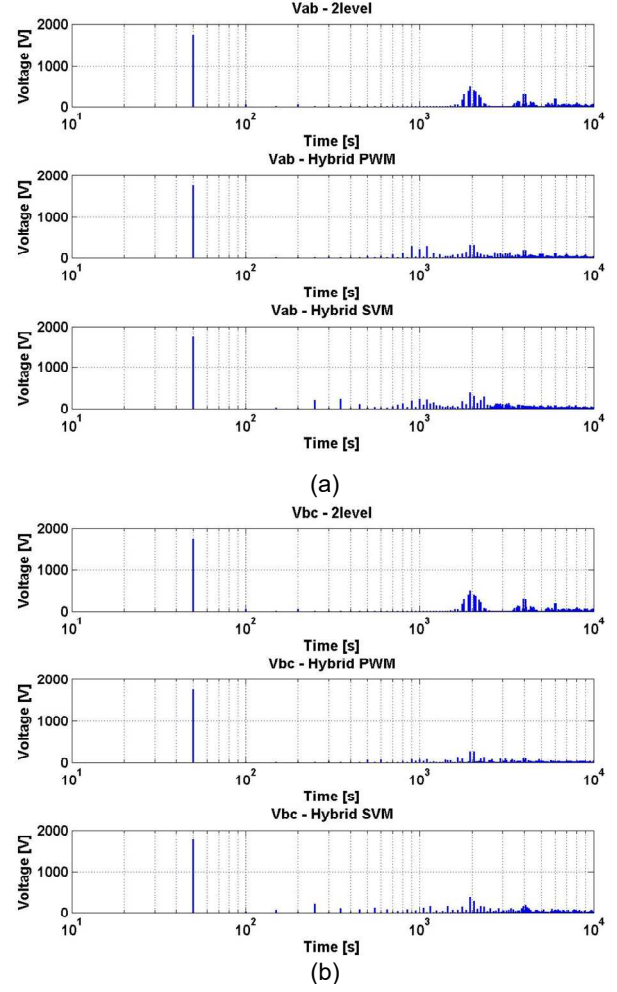 Vab - 2level
2000
1000
0
Voltage [V]
10^1 10^2 10^3 10^4
Time [s]
Vab - Hybrid PWM
2000
1000
0
Voltage [V]
10^1 10^2 10^3 10^4
Time [s]
Vab - Hybrid SVM
2000
1000
0
Voltage [V]
10^1 10^2 10^3 10^4
Time [s]
(a)
Vbc - 2level
2000
1000
0
Voltage [V]
10^1 10^2 10^3 10^4
Time [s]
Vbc - Hybrid PWM
2000
1000
0
Voltage [V]
10^1 10^2 10^3 10^4
Time [s]
Vbc - Hybrid SVM
2000
1000
0
Voltage [V]
10^1 10^2 10^3 10^4
Time [s]
(b)